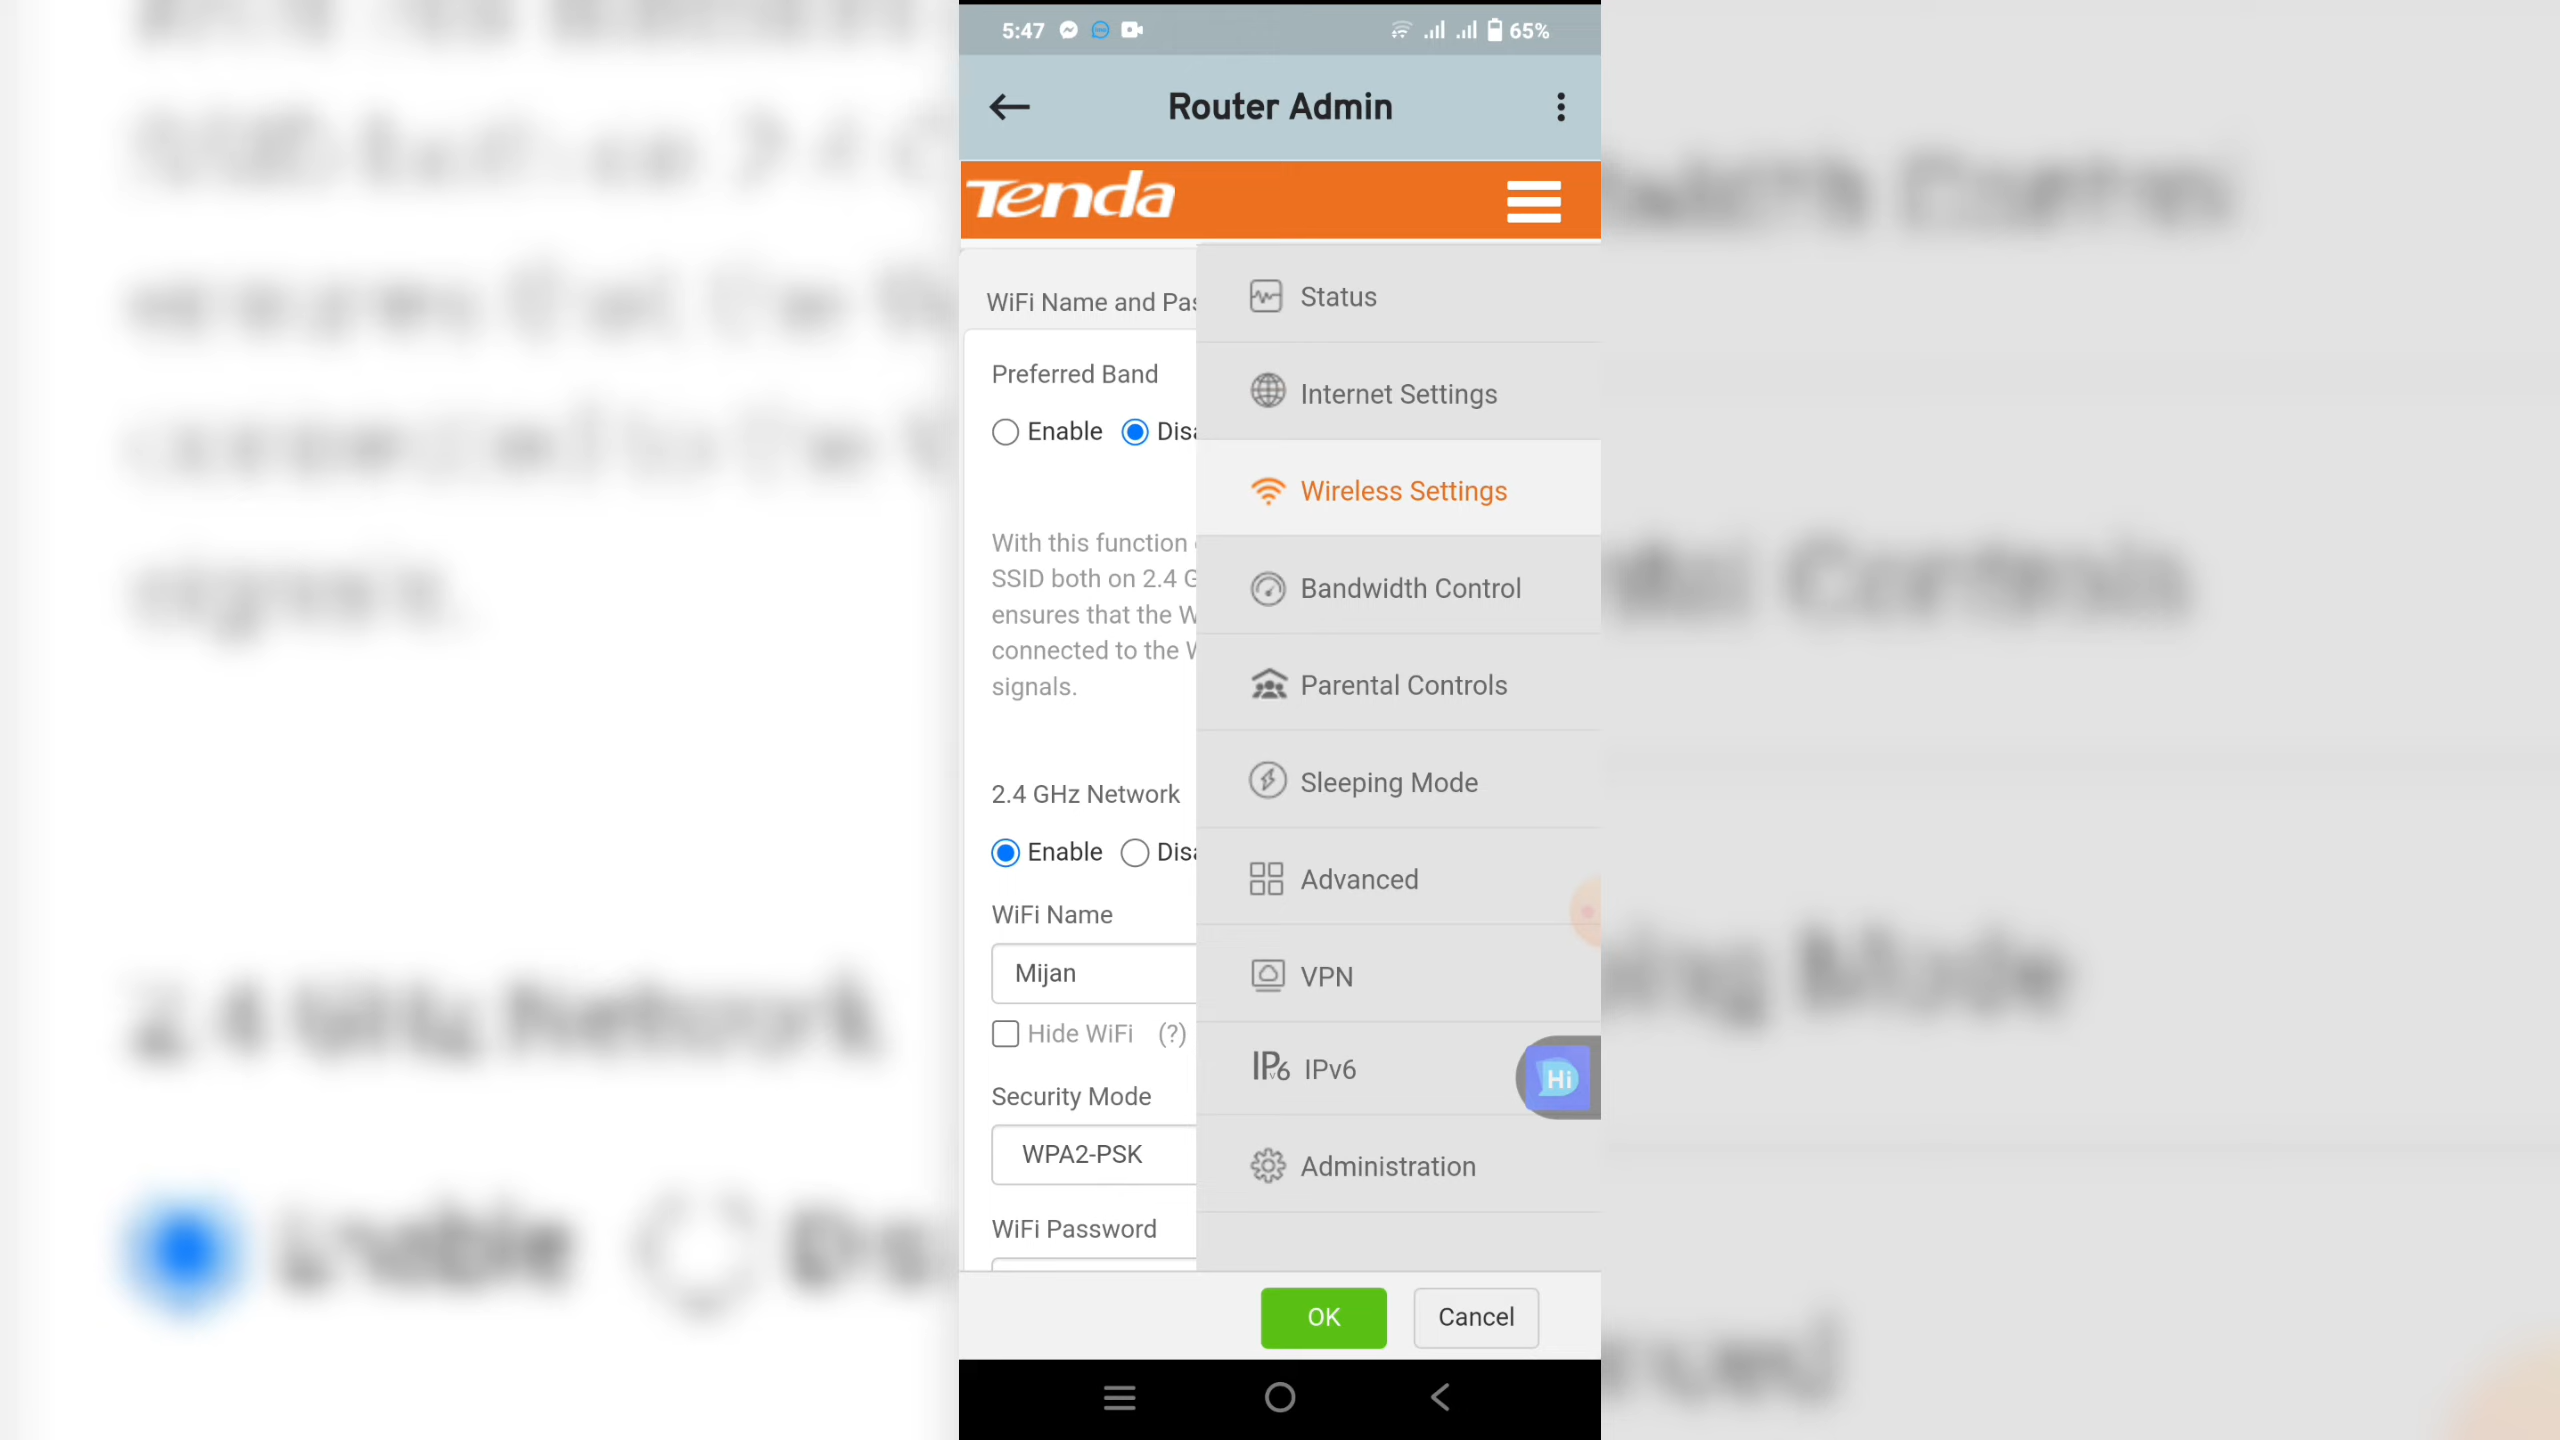 5:47
65%
Router Admin
Tenda
WiFi Name and Pas
Preferred Band
Enable Disa
With this function
SSID both on 2.4 G
ensures that the W
connected to the W
signals.
2.4 GHz Network
Enable Disa
WiFi Name
Mijan
Hide WiFi (?)
Security Mode
WPA2-PSK
WiFi Password
Status
Internet Settings
Wireless Settings
Bandwidth Control
Parental Controls
Sleeping Mode
Advanced
VPN
IPv6 IPv6
Administration
Hi
OK
Cancel